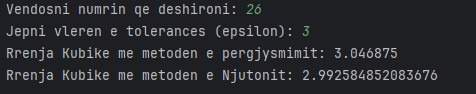 Vendosni numrin qe deshironi: 26
Jepni vleren e tolerances (epsilon): 3
Rrenja Kubike me metoden e pergjysmimit: 3.046875
Rrenja Kubike me metoden e Njutonit: 2.992584852083676